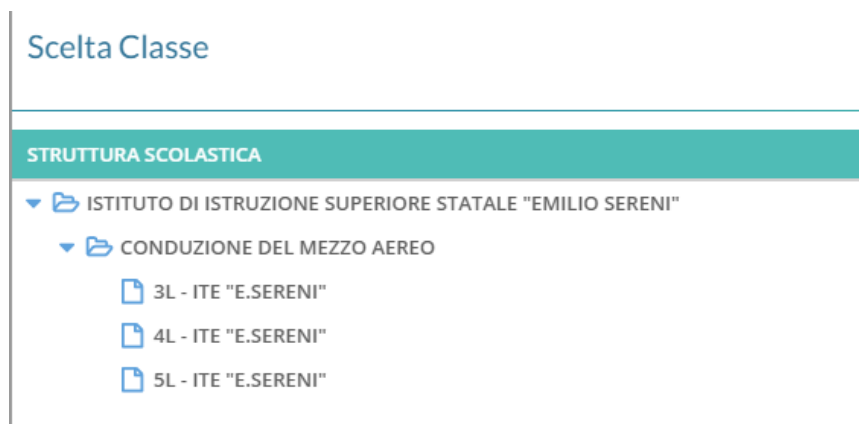 Scelta Classe
STRUTTURA SCOLASTICA
ISTITUTO DI ISTRUZIONE SUPERIORE STATALE "EMILIO SERENI"
CONDUZIONE DEL MEZZO AEREO
3L - ITE "E.SERENI"
4L - ITE "E.SERENI"
5L - ITE "E.SERENI"